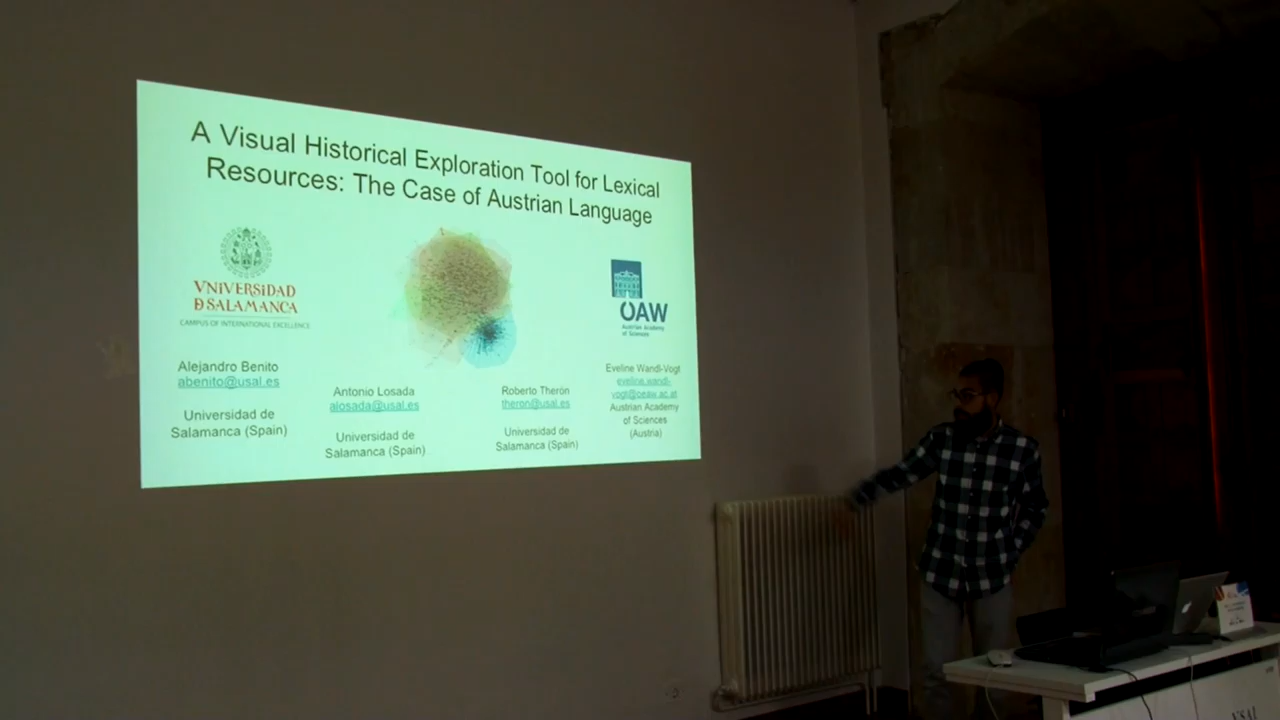 A Visual Historical Exploration Tool for Lexical
Resources: The Case of Austrian Language
VNiVERSiDAD
D SALAMANCA
CAMPUS OF INTERNATIONAL EXCELLENCE
ÖAW
Austrian Academy
of Sciences
Alejandro Benito
abenito@usal.es
Universidad de
Salamanca (Spain)
Antonio Losada
alosada@usal.es
Universidad de
Salamanca (Spain)
Roberto Therón
theron@usal.es
Universidad de
Salamanca (Spain)
Eveline Wandl-Vogt
eveline.wandl-
vogt@oeaw.ac.at
Austrian Academy
of Sciences
(Austria)